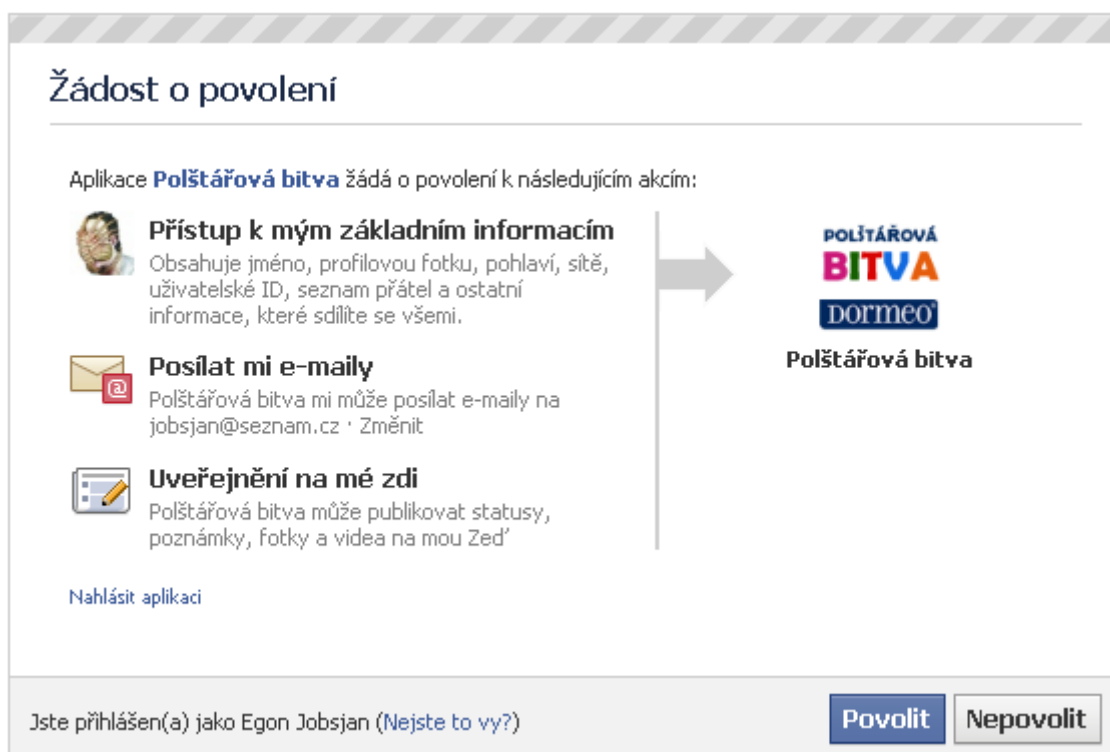 Žádost o povolení
Aplikace Polštářová bitva žádá o povolení k následujícím akcím:
Přístup k mým základním informacím
Obsahuje jméno, profilovou fotku, pohlaví, sítě,
uživatelské ID, seznam přátel a ostatní
informace, které sdílíte se všemi.
Posílat mi e-maily
Polštářová bitva mi může posílat e-maily na
jobsjan@seznam.cz · Změnit
Uveřejnění na mé zdi
Polštářová bitva může publikovat statusy,
poznámky, fotky a videa na mou Zeď
POLŠTÁŘOVÁ
BITVA
DORMEO
Polštářová bitva
Nahlásit aplikaci
Jste přihlášen(a) jako Egon Jobsjan (Nejste to vy?)
Povolit
Nepovolit